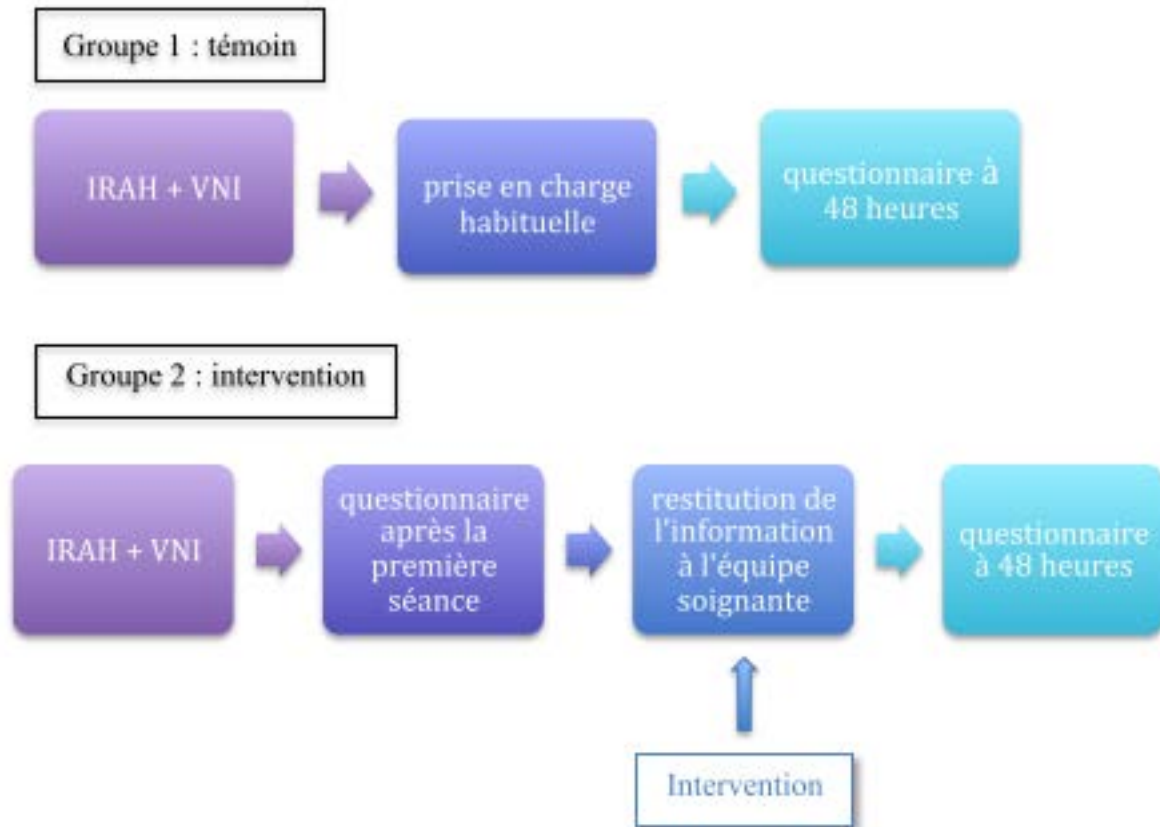 Groupe 1 : témoin
IRAH + VNI
prise en charge
habituelle
questionnaire à
48 heures
Groupe 2 : intervention
IRAH + VNI
questionnaire
après la
première
séance
restitution de
l'information
à l'équipe
soignante
questionnaire
à 48 heures
Intervention